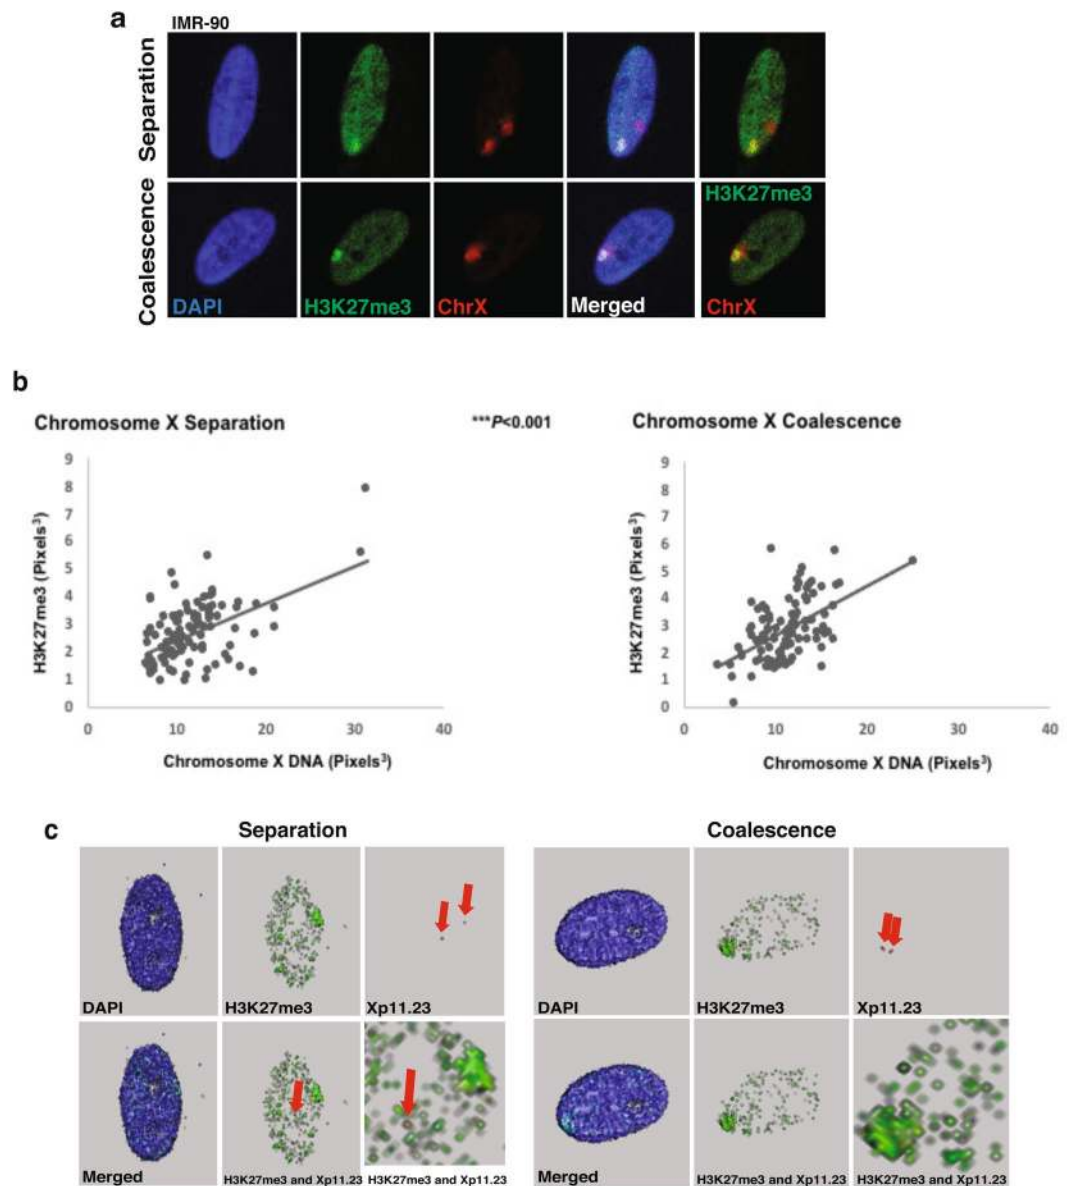 a
IMR-90
Separation
H3K27me3
Coalescence
DAPI
H3K27me3
ChrX
Merged
ChrX
b
Chromosome X Separation
***P<0.001
Chromosome X Coalescence
9
8
7
6
5
4
3
2
1
0
H3K27me3 (Pixels³)
0 10 20 30 40
Chromosome X DNA (Pixels³)
9
8
7
6
5
4
3
2
1
0
H3K27me3 (Pixels³)
0 10 20 30 40
Chromosome X DNA (Pixels³)
c
Separation
Coalescence
DAPI
H3K27me3
Xp11.23
DAPI
H3K27me3
Xp11.23
Merged
H3K27me3 and Xp11.23
H3K27me3 and Xp11.23
Merged
H3K27me3 and Xp11.23
H3K27me3 and Xp11.23